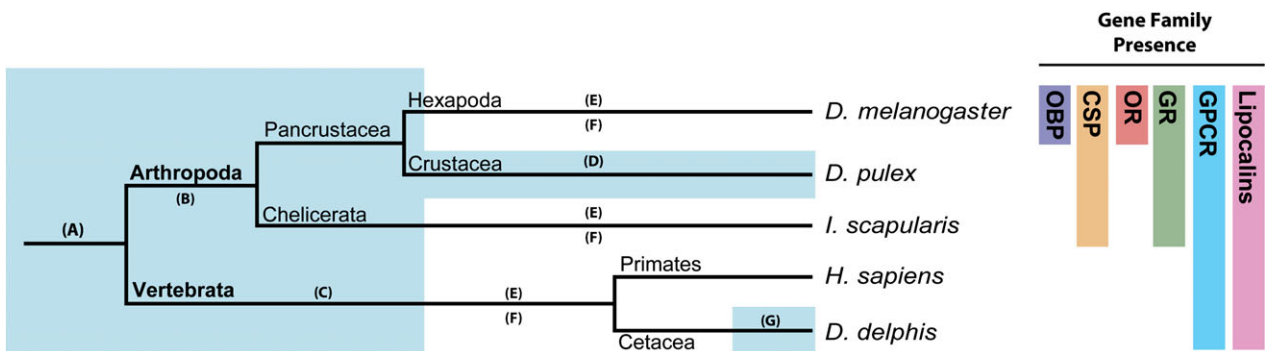 Gene Family
Presence
OBP
CSP
OR
GR
GPCR
Lipocalins
Hexapoda
(E)
(F)
D. melanogaster
Pancrustacea
Crustacea
(D)
D. pulex
Arthropoda
(B)
Chelicerata
(E)
(F)
I. scapularis
(A)
Primates
H. sapiens
Vertebrata
(C)
(E)
(F)
Cetacea
(G)
D. delphis